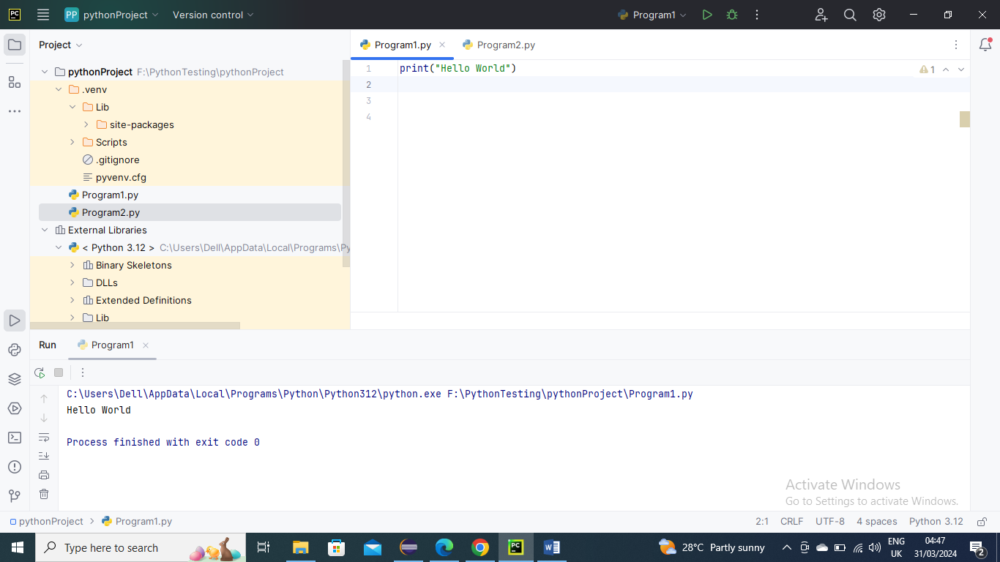 PC
PP pythonProject Version control Program1
Project
Program1.py Program2.py
pythonProject F:\PythonTesting\pythonProject
.venv
Lib
site-packages
Scripts
.gitignore
pyvenv.cfg
Program1.py
Program2.py
External Libraries
< Python 3.12 > C:\Users\Dell\AppData\Local\Programs\Py
Binary Skeletons
DLLs
Extended Definitions
Lib
1 print("Hello World")
1
2
3
4
Run Program1
C:\Users\Dell\AppData\Local\Programs\Python\Python312\python.exe F:\PythonTesting\pythonProject\Program1.py
Hello World
Process finished with exit code 0
Activate Windows
Go to Settings to activate Windows.
pythonProject Program1.py 2:1 CRLF UTF-8 4 spaces Python 3.12
Type here to search
PC
W
28°C Partly sunny
ENG
UK
04:47
31/03/2024
2